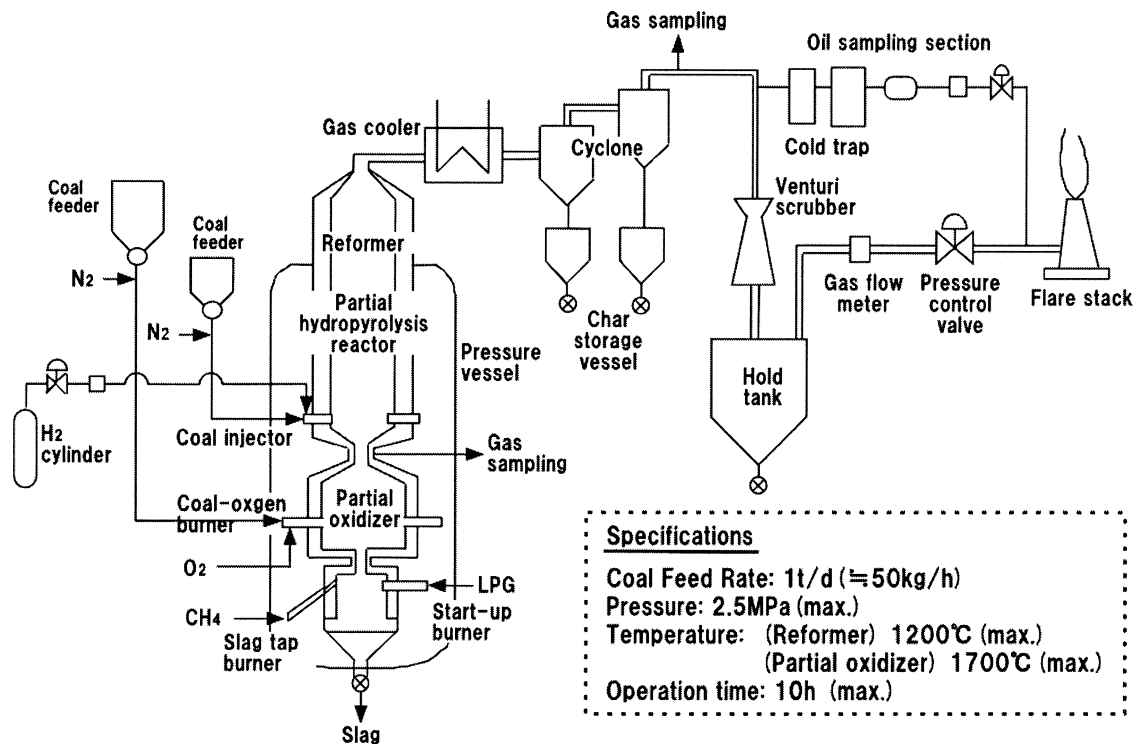 Gas sampling
Oil sampling section
Gas cooler
Cyclone
Cold trap
Coal
feeder
Coal
feeder
Venturi
scrubber
Reformer
N2
N2
Partial
hydropyrolysis
reactor
Pressure
vessel
Char
storage
vessel
Gas flow
meter
Pressure
control
valve
Flare stack
Hold
tank
H2
cylinder
Coal injector
Gas
sampling
Coal-oxgen
burner
Partial
oxidizer
O2
LPG
CH4
Start-up
burner
Slag tap
burner
Slag
Specifications
Coal Feed Rate: 1t/d (≒50kg/h)
Pressure: 2.5MPa (max.)
Temperature: (Reformer) 1200℃ (max.)
(Partial oxidizer) 1700℃ (max.)
Operation time: 10h (max.)